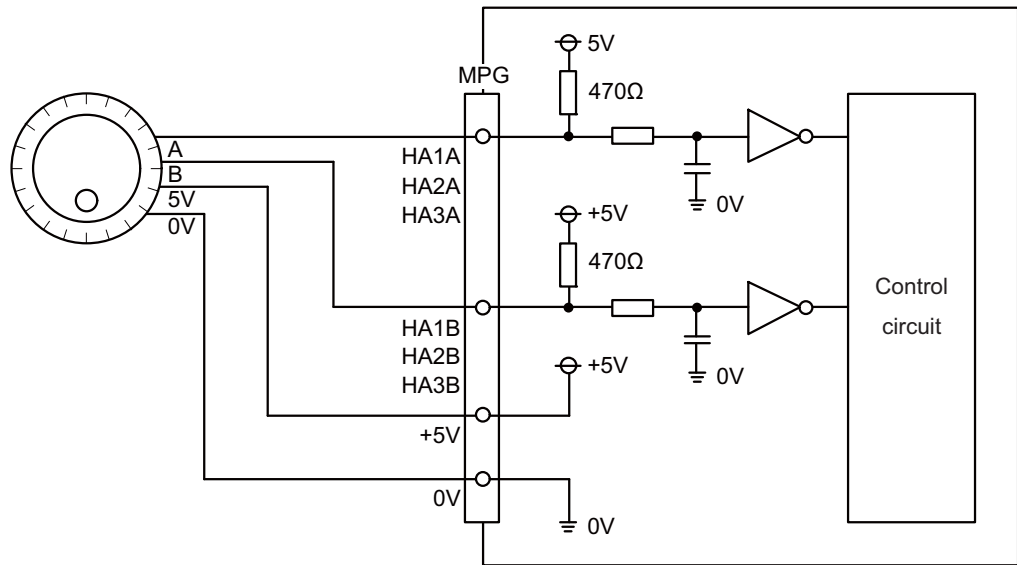 5V
MPG
470Ω
A
HA1A
B
HA2A
5V
0V
HA3A
0V
+5V
470Ω
Control
circuit
HA1B
HA2B
+5V
0V
HA3B
+5V
0V
0V